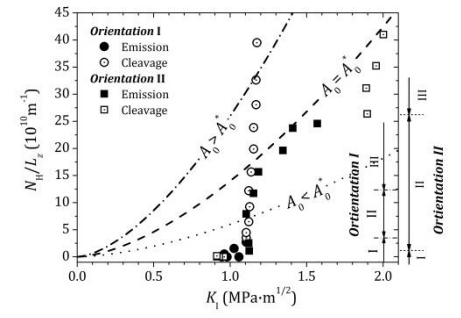 45
40
35
30
25
20
15
10
5
0
N_H/L_z (10^10 m^-1)
Orientation I
Emission
Cleavage
Orientation II
Emission
Cleavage
A_0>A_0^*
A_0=A_0^*
A_0<A_0^*
Ortientation I
I
II
III
Ortientation II
I
II
III
0.0 0.5 1.0 1.5 2.0
K_I (MPa·m^1/2)